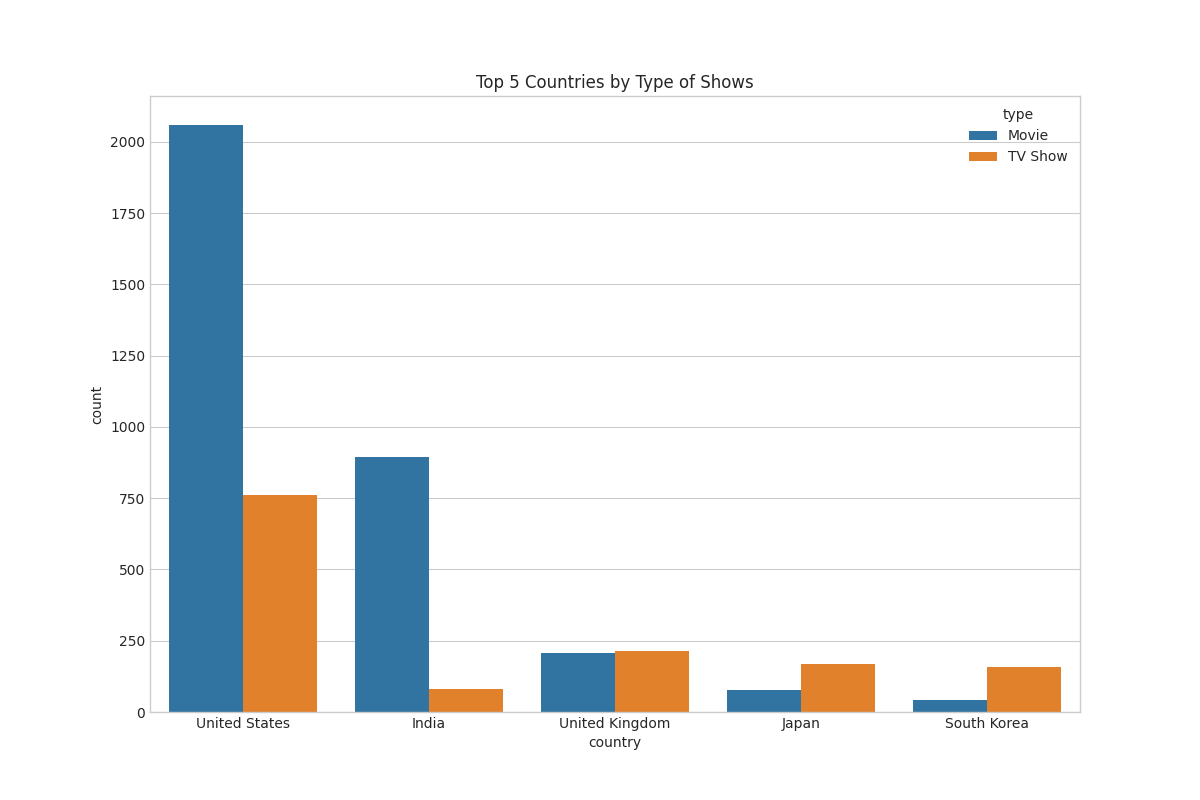 Top 5 Countries by Type of Shows
type
Movie
TV Show
2000
1750
1500
1250
1000
750
500
250
0
count
United States India United Kingdom Japan South Korea
country